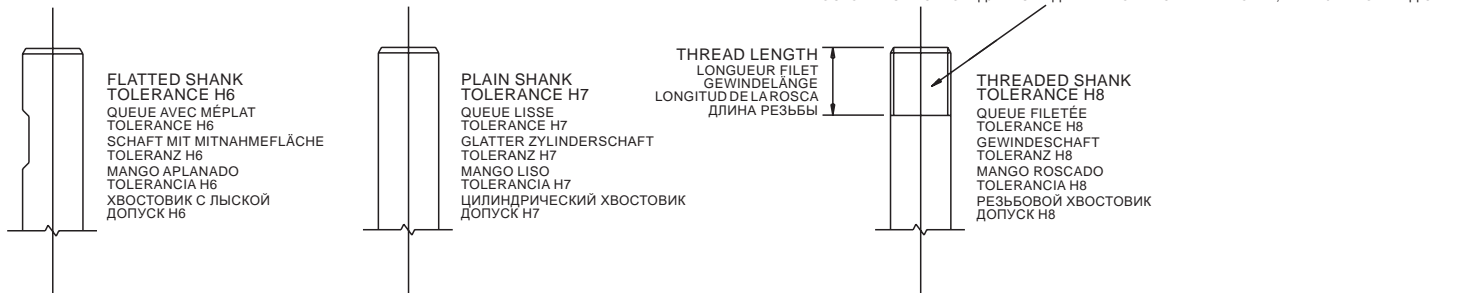 FLATTED SHANK
TOLERANCE H6
QUEUE AVEC MÉPLAT
TOLERANCE H6
SCHAFT MIT MITNAHMEFLÄCHE
TOLERANZ H6
MANGO APLANADO
TOLERANCIA H6
ХВОСТОВИК С ЛЫСКОЙ
ДОПУСК H6
PLAIN SHANK
TOLERANCE H7
QUEUE LISSE
TOLERANCE H7
GLATTER ZYLINDERSCHAFT
TOLERANZ H7
MANGO LISO
TOLERANCIA H7
ЦИЛИНДРИЧЕСКИЙ ХВОСТОВИК
ДОПУСК H7
THREAD LENGTH
LONGUEUR FILET
GEWINDELÄNGE
LONGITUD DE LA ROSCA
ДЛИНА РЕЗЬБЫ
THREADED SHANK
TOLERANCE H8
QUEUE FILETÉE
TOLERANCE H8
GEWINDESCHAFT
TOLERANZ H8
MANGO ROSCADO
TOLERANCIA H8
РЕЗЬБОВОЙ ХВОСТОВИК
ДОПУСК H8